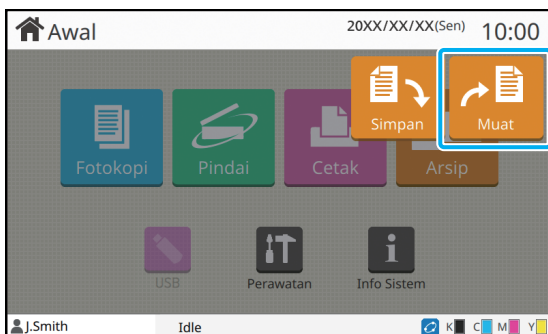 Awal
20XX/XX/XX(Sen) 10:00
Simpan Muat
Fotokopi Pindai Cetak Arsip
USB Perawatan Info Sistem
J.Smith Idle K C M Y